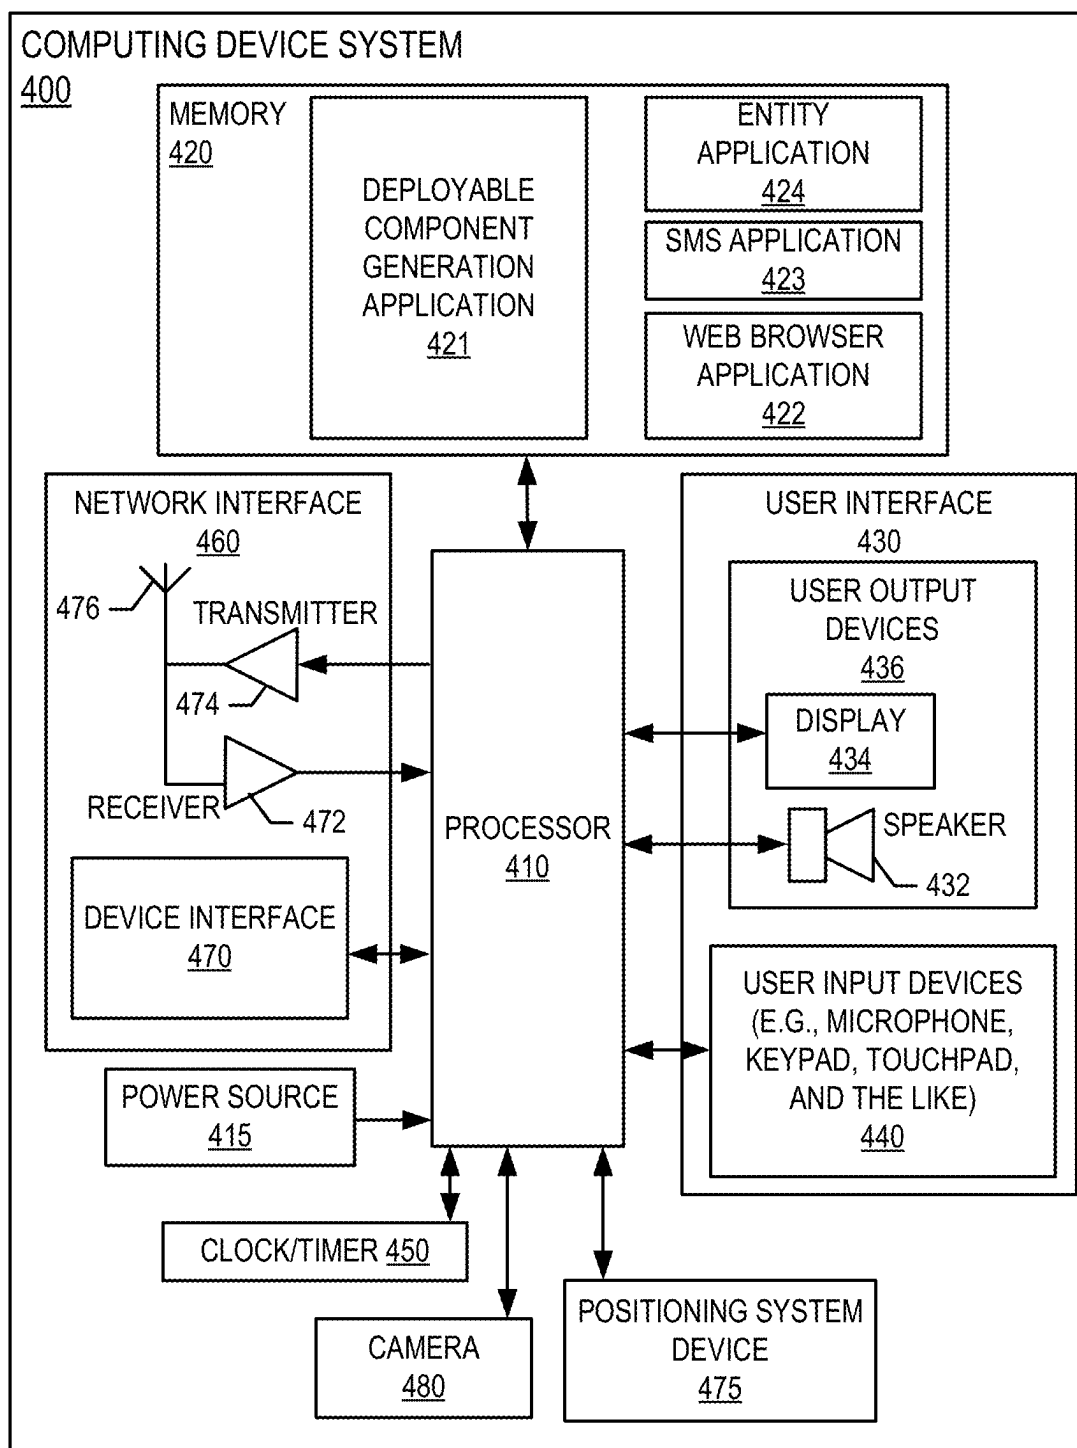 COMPUTING DEVICE SYSTEM
400
MEMORY
420
DEPLOYABLE
COMPONENT
GENERATION
APPLICATION
421
ENTITY
APPLICATION
424
SMS APPLICATION
423
WEB BROWSER
APPLICATION
422
NETWORK INTERFACE
460
476
TRANSMITTER
474
RECEIVER
472
DEVICE INTERFACE
470
PROCESSOR
410
USER INTERFACE
430
USER OUTPUT
DEVICES
436
DISPLAY
434
SPEAKER
432
USER INPUT DEVICES
(E.G., MICROPHONE,
KEYPAD, TOUCHPAD,
AND THE LIKE)
440
POWER SOURCE
415
CLOCK/TIMER 450
CAMERA
480
POSITIONING SYSTEM
DEVICE
475